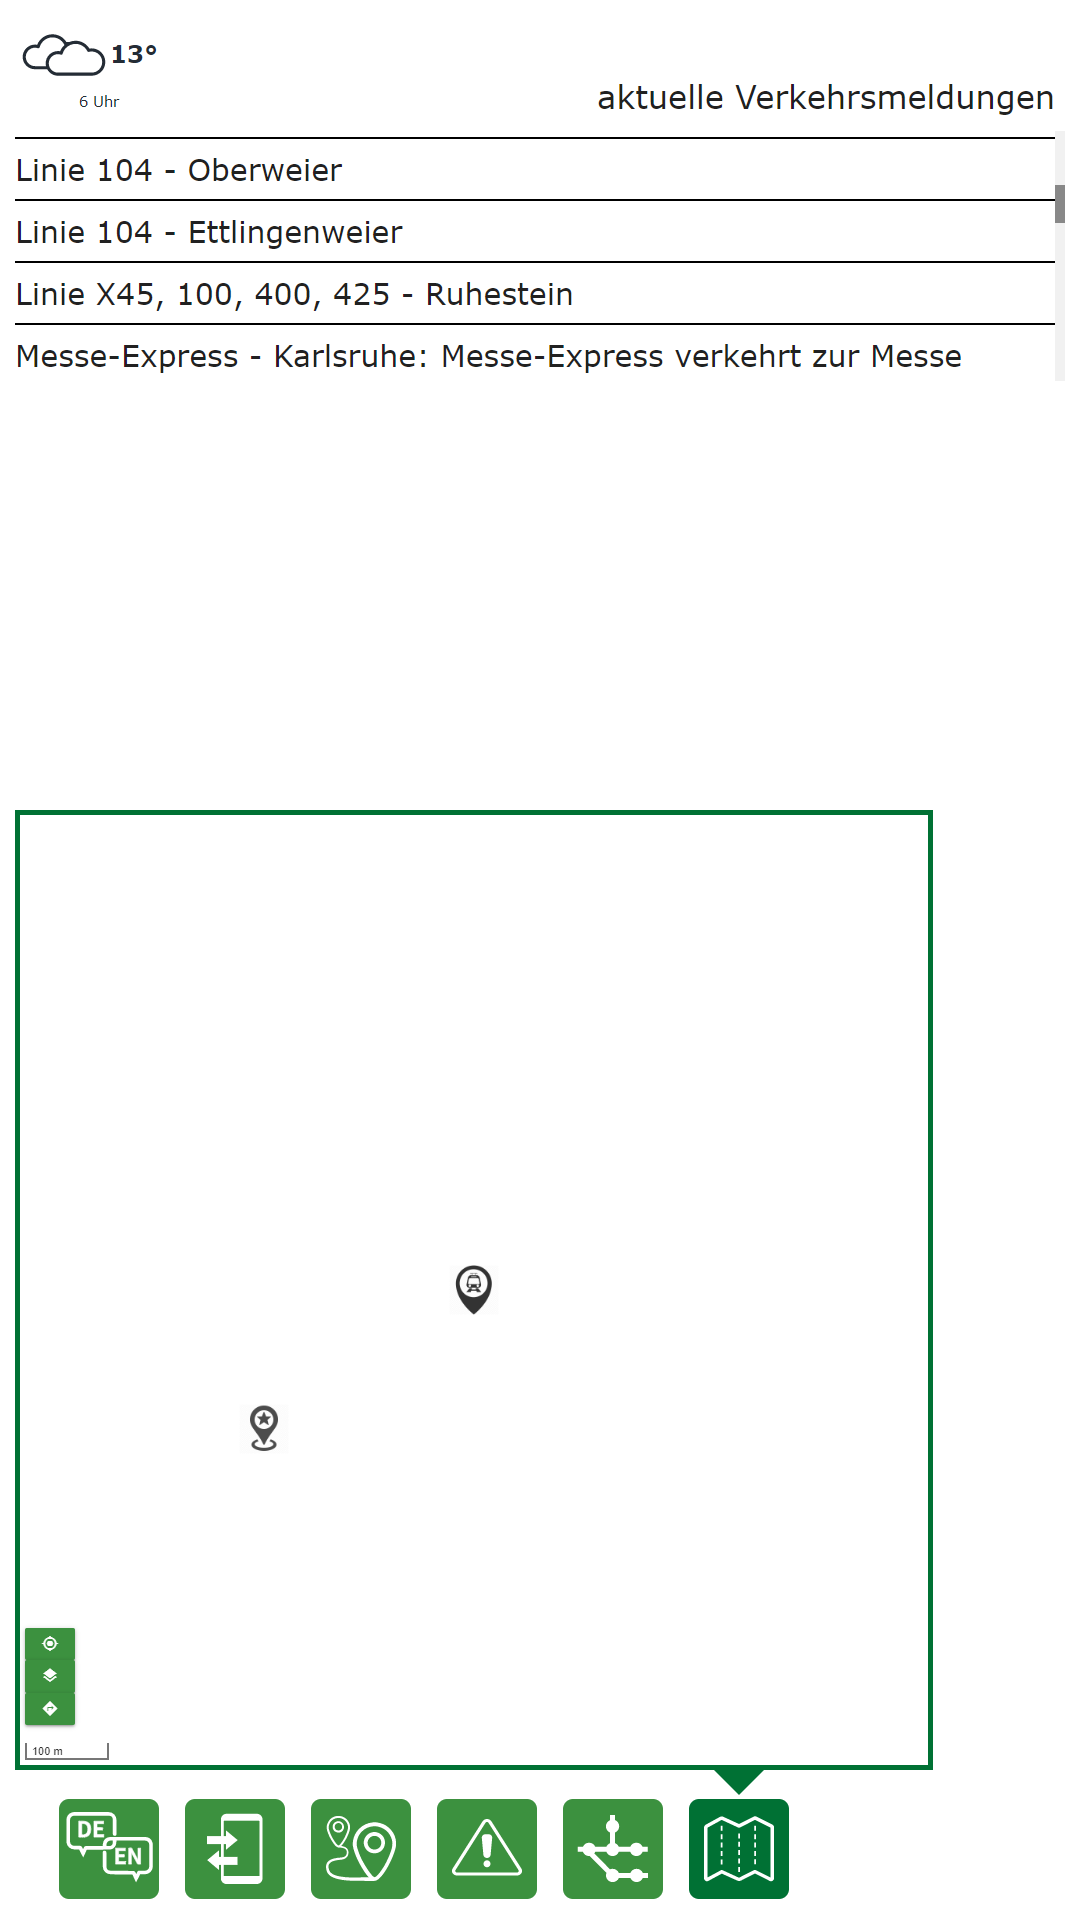 13°
6 Uhr
aktuelle Verkehrsmeldungen
Linie 104 - Oberweier
Linie 104 - Ettlingenweier
Linie X45, 100, 400, 425 - Ruhestein
Messe-Express - Karlsruhe: Messe-Express verkehrt zur Messe
100 m
DE
EN